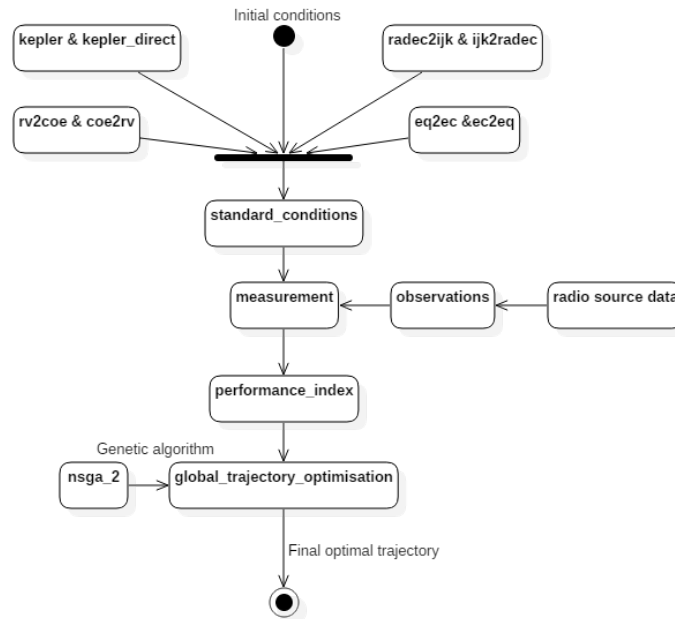 Initial conditions
kepler & kepler_direct
radec2ijk & ijk2radec
rv2coe & coe2rv
eq2ec &ec2eq
standard_conditions
measurement
observations
radio source data
performance_index
Genetic algorithm
nsga_2
global_trajectory_optimisation
Final optimal trajectory